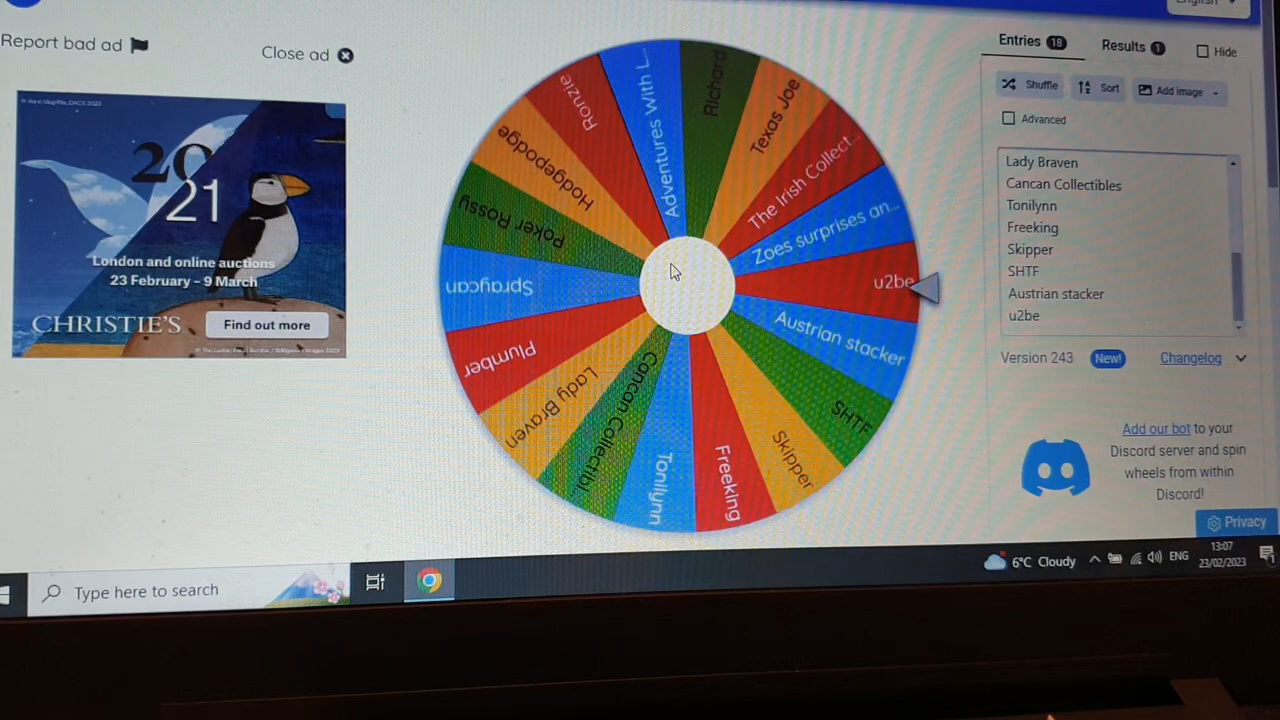 English
Report bad ad
Close ad
2021
London and online auctions
23 February – 9 March
CHRISTIE'S
Find out more
Adventures With L...
Richard
Texas Joe
The Irish Collect...
Zoes surprises an...
u2be
Austrian stacker
SHTF
Skipper
Freeking
Tonilynn
Cancan Collectibl...
Lady Braven
Plumber
Spraycan
Poker Rossy
Hodgepodge
Ronzie
Entries 18
Results 1
Hide
Shuffle
Sort
Add image
Advanced
Lady Braven
Cancan Collectibles
Tonilynn
Freeking
Skipper
SHTF
Austrian stacker
u2be
Version 243 New! Changelog
Add our bot to your
Discord server and spin
wheels from within
Discord!
Privacy
Type here to search
6°C Cloudy
ENG
13:07
23/02/2023